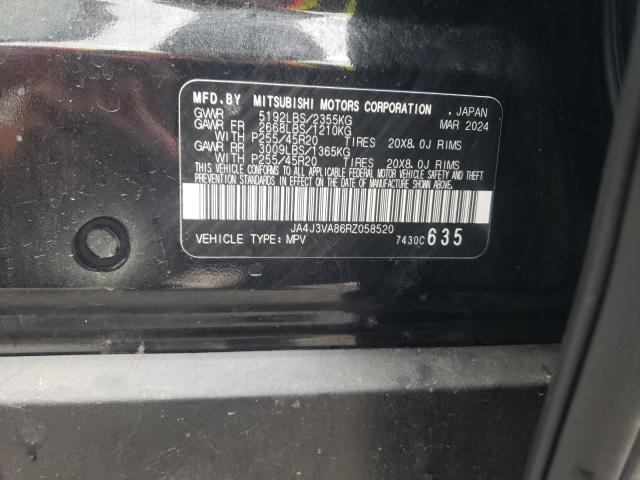 MFD.BY MITSUBISHI MOTORS CORPORATION . JAPAN
GVWR 5192LBS/2355KG MAR 2024
GAWR FR 2668LBS/1210KG
WITH P255/45R20 TIRES 20X8.0J RIMS
GAWR RR 3009LBS/1365KG
WITH P255/45R20 TIRES 20X8.0J RIMS
THIS VEHICLE CONFORMS TO ALL APPLICABLE FEDERAL MOTOR VEHICLE SAFETY, BUMPER AND THEFT
PREVENTION STANDARDS IN EFFECT ON THE DATE OF MANUFACTURE SHOWN ABOVE.
JA4J3VA86RZ058520
VEHICLE TYPE: MPV 7430C 635